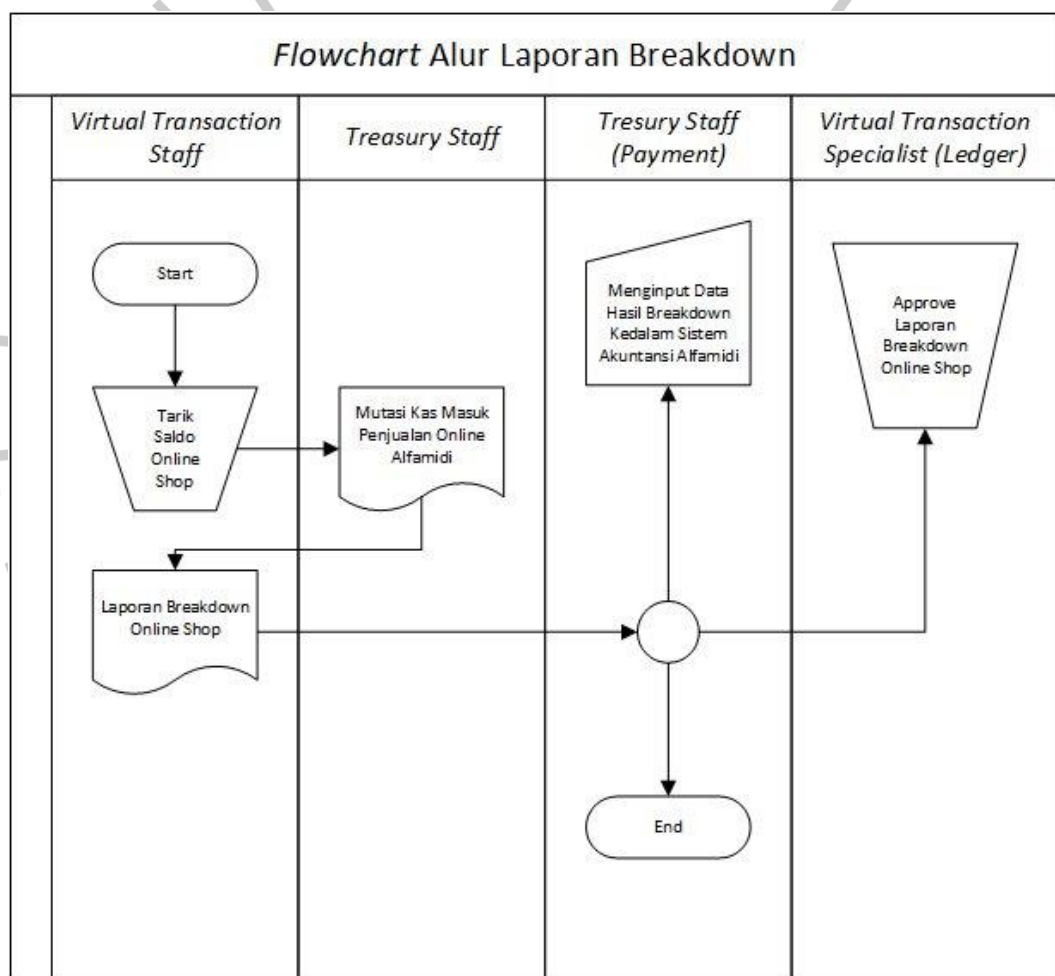 Flowchart Alur Laporan Breakdown
Virtual Transaction
Staff
Treasury Staff
Tresury Staff
(Payment)
Virtual Transaction
Specialist (Ledger)
Start
Menginput Data
Hasil Breakdown
Kedalam Sistem
Akuntansi Alfamidi
Approve
Laporan
Breakdown
Online Shop
Tarik
Saldo
Online
Shop
Mutasi Kas Masuk
Penjualan Online
Alfamidi
Laporan Breakdown
Online Shop
End